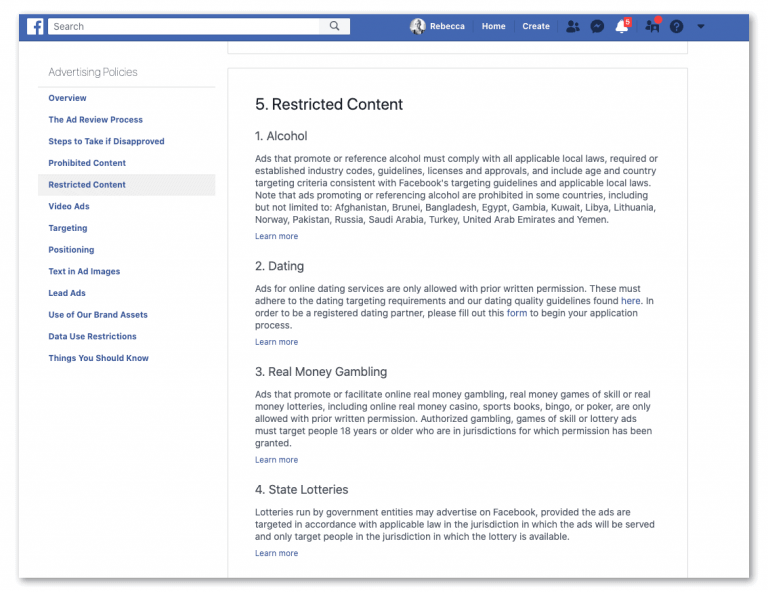 Search
Rebecca
Home
Create
5
Advertising Policies
Overview
The Ad Review Process
Steps to Take if Disapproved
Prohibited Content
Restricted Content
Video Ads
Targeting
Positioning
Text in Ad Images
Lead Ads
Use of Our Brand Assets
Data Use Restrictions
Things You Should Know
5. Restricted Content
1. Alcohol
Ads that promote or reference alcohol must comply with all applicable local laws, required or
established industry codes, guidelines, licenses and approvals, and include age and country
targeting criteria consistent with Facebook's targeting guidelines and applicable local laws.
Note that ads promoting or referencing alcohol are prohibited in some countries, including
but not limited to: Afghanistan, Brunei, Bangladesh, Egypt, Gambia, Kuwait, Libya, Lithuania,
Norway, Pakistan, Russia, Saudi Arabia, Turkey, United Arab Emirates and Yemen.
Learn more
2. Dating
Ads for online dating services are only allowed with prior written permission. These must
adhere to the dating targeting requirements and our dating quality guidelines found here. In
order to be a registered dating partner, please fill out this form to begin your application
process.
Learn more
3. Real Money Gambling
Ads that promote or facilitate online real money gambling, real money games of skill or real
money lotteries, including online real money casino, sports books, bingo, or poker, are only
allowed with prior written permission. Authorized gambling, games of skill or lottery ads
must target people 18 years or older who are in jurisdictions for which permission has been
granted.
Learn more
4. State Lotteries
Lotteries run by government entities may advertise on Facebook, provided the ads are
targeted in accordance with applicable law in the jurisdiction in which the ads will be served
and only target people in the jurisdiction in which the lottery is available.
Learn more